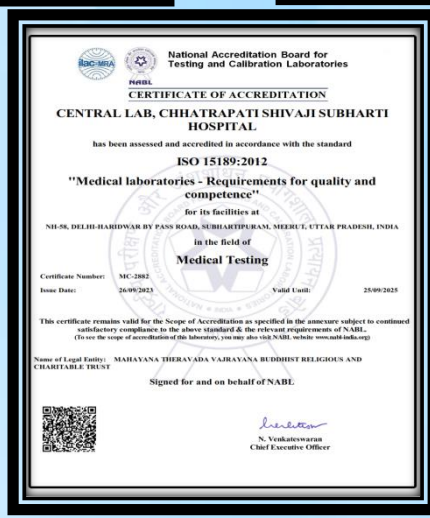 ilac-MRA
NABL
National Accreditation Board for
Testing and Calibration Laboratories
CERTIFICATE OF ACCREDITATION
CENTRAL LAB, CHHATRAPATI SHIVAJI SUBHARTI
HOSPITAL
has been assessed and accredited in accordance with the standard
ISO 15189:2012
"Medical laboratories - Requirements for quality and
competence"
for its facilities at
NH-58, DELHI-HARIDWAR BY PASS ROAD, SUBHARTIPURAM, MEERUT, UTTAR PRADESH, INDIA
in the field of
Medical Testing
Certificate Number: MC-2882
Issue Date: 26/09/2023 Valid Until: 25/09/2025
This certificate remains valid for the Scope of Accreditation as specified in the annexure subject to continued
satisfactory compliance to the above standard & the relevant requirements of NABL.
(To see the scope of accreditation of this laboratory, you may also visit NABL website www.nabl-india.org)
Name of Legal Entity: MAHAYANA THERAVADA VAJRAYANA BUDDHIST RELIGIOUS AND
CHARITABLE TRUST
Signed for and on behalf of NABL
N. Venkateswaran
Chief Executive Officer